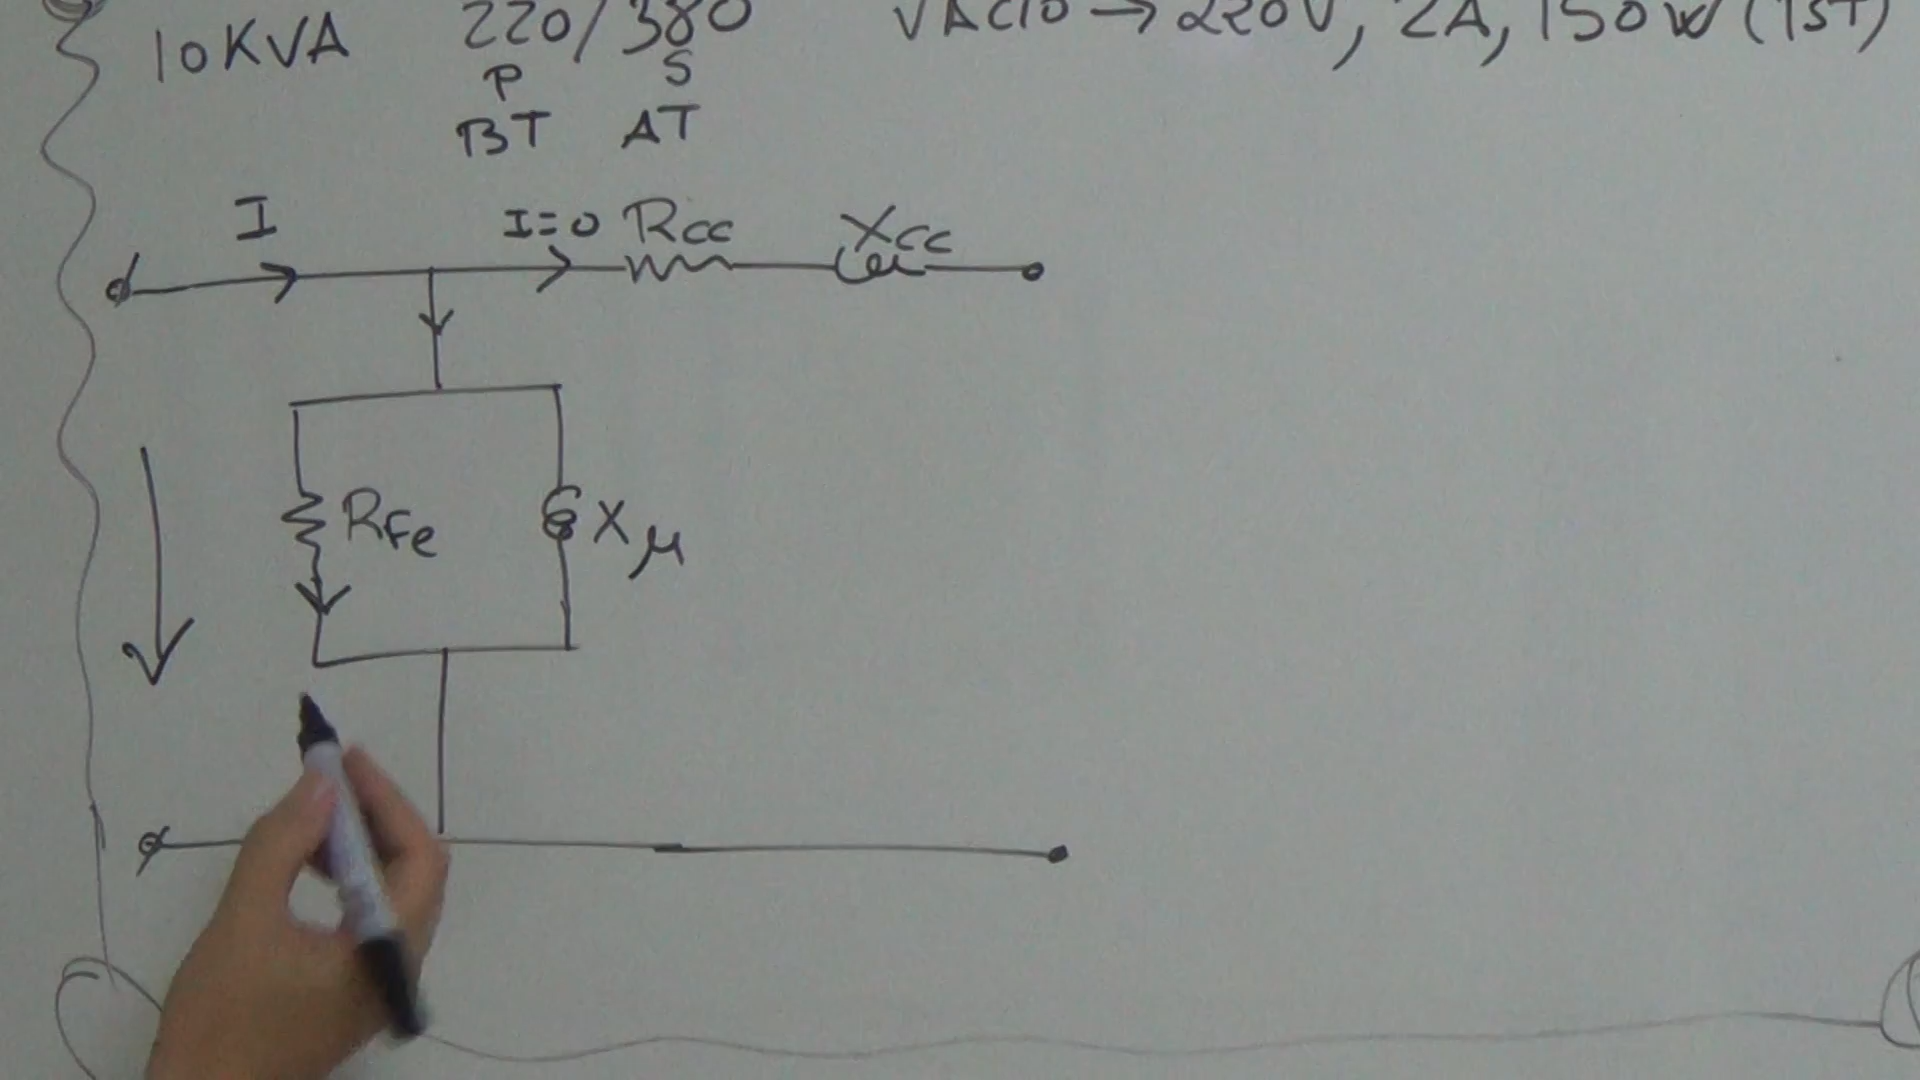 10KVA 220/380 VACIO → 220V, 2A, 150W (BT)
P S
BT AT
I I=0 Rcc Xcc
RFe Xμ